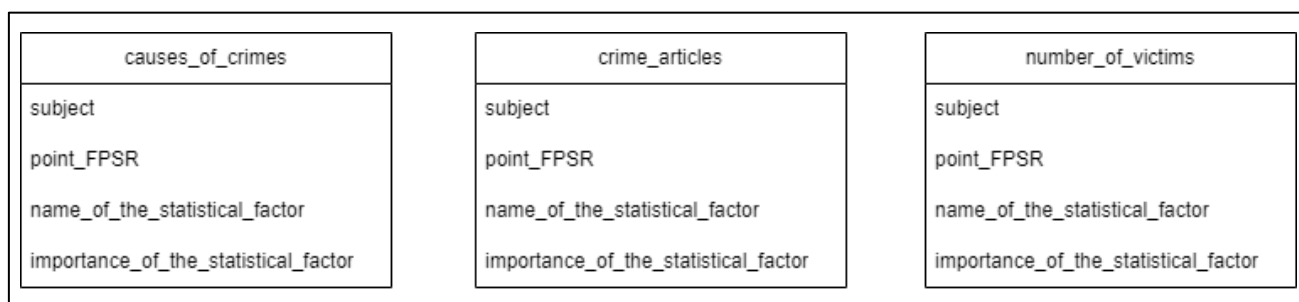 causes_of_crimes
subject
point_FPSR
name_of_the_statistical_factor
importance_of_the_statistical_factor
crime_articles
subject
point_FPSR
name_of_the_statistical_factor
importance_of_the_statistical_factor
number_of_victims
subject
point_FPSR
name_of_the_statistical_factor
importance_of_the_statistical_factor